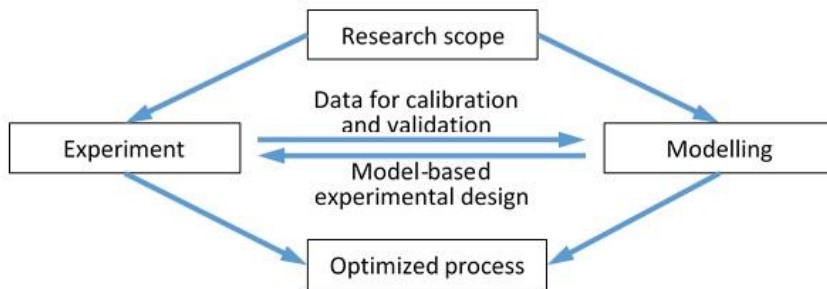 Research scope
Data for calibration
and validation
Experiment
Modelling
Model-based
experimental design
Optimized process